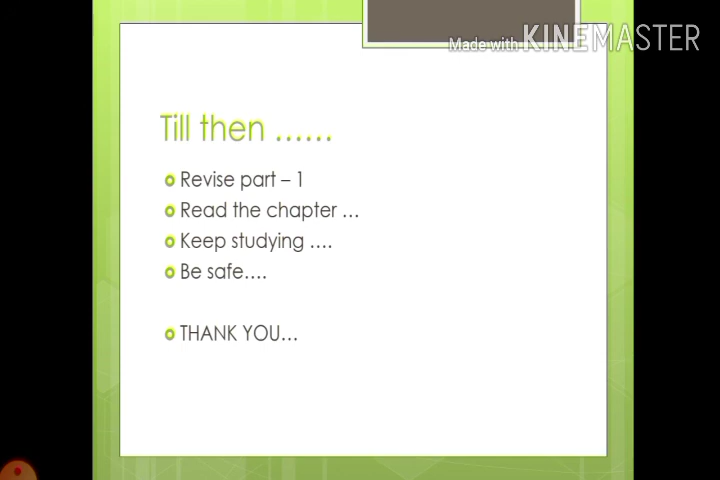 Made with KINEMASTER
Till then ......
Revise part – 1
Read the chapter ...
Keep studying ....
Be safe....
THANK YOU...